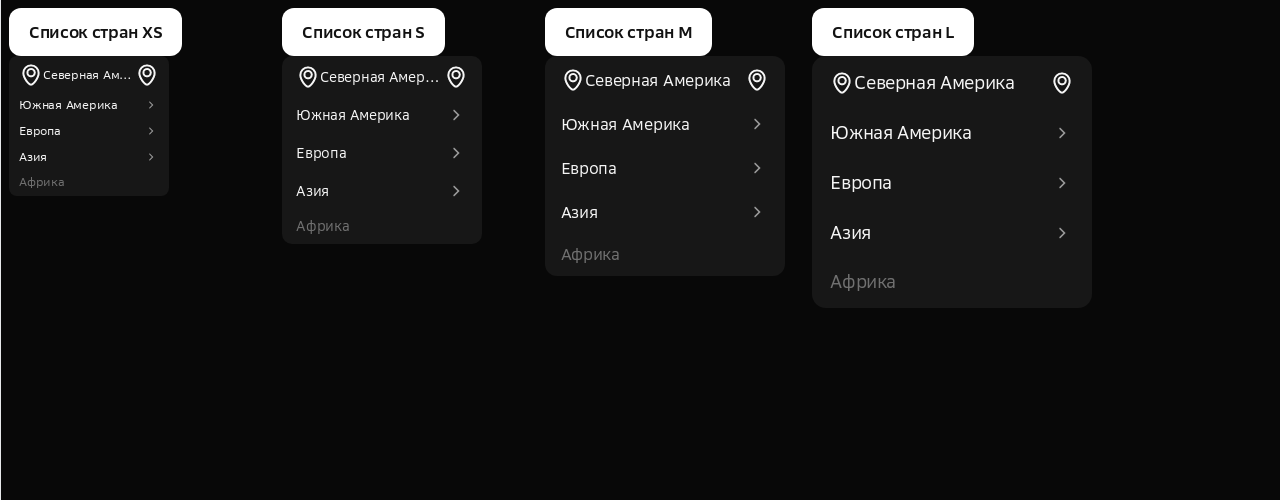 Список стран XS
Северная Ам...
Южная Америка
Европа
Азия
Африка
Список стран S
Северная Амер...
Южная Америка
Европа
Азия
Африка
Список стран M
Северная Америка
Южная Америка
Европа
Азия
Африка
Список стран L
Северная Америка
Южная Америка
Европа
Азия
Африка